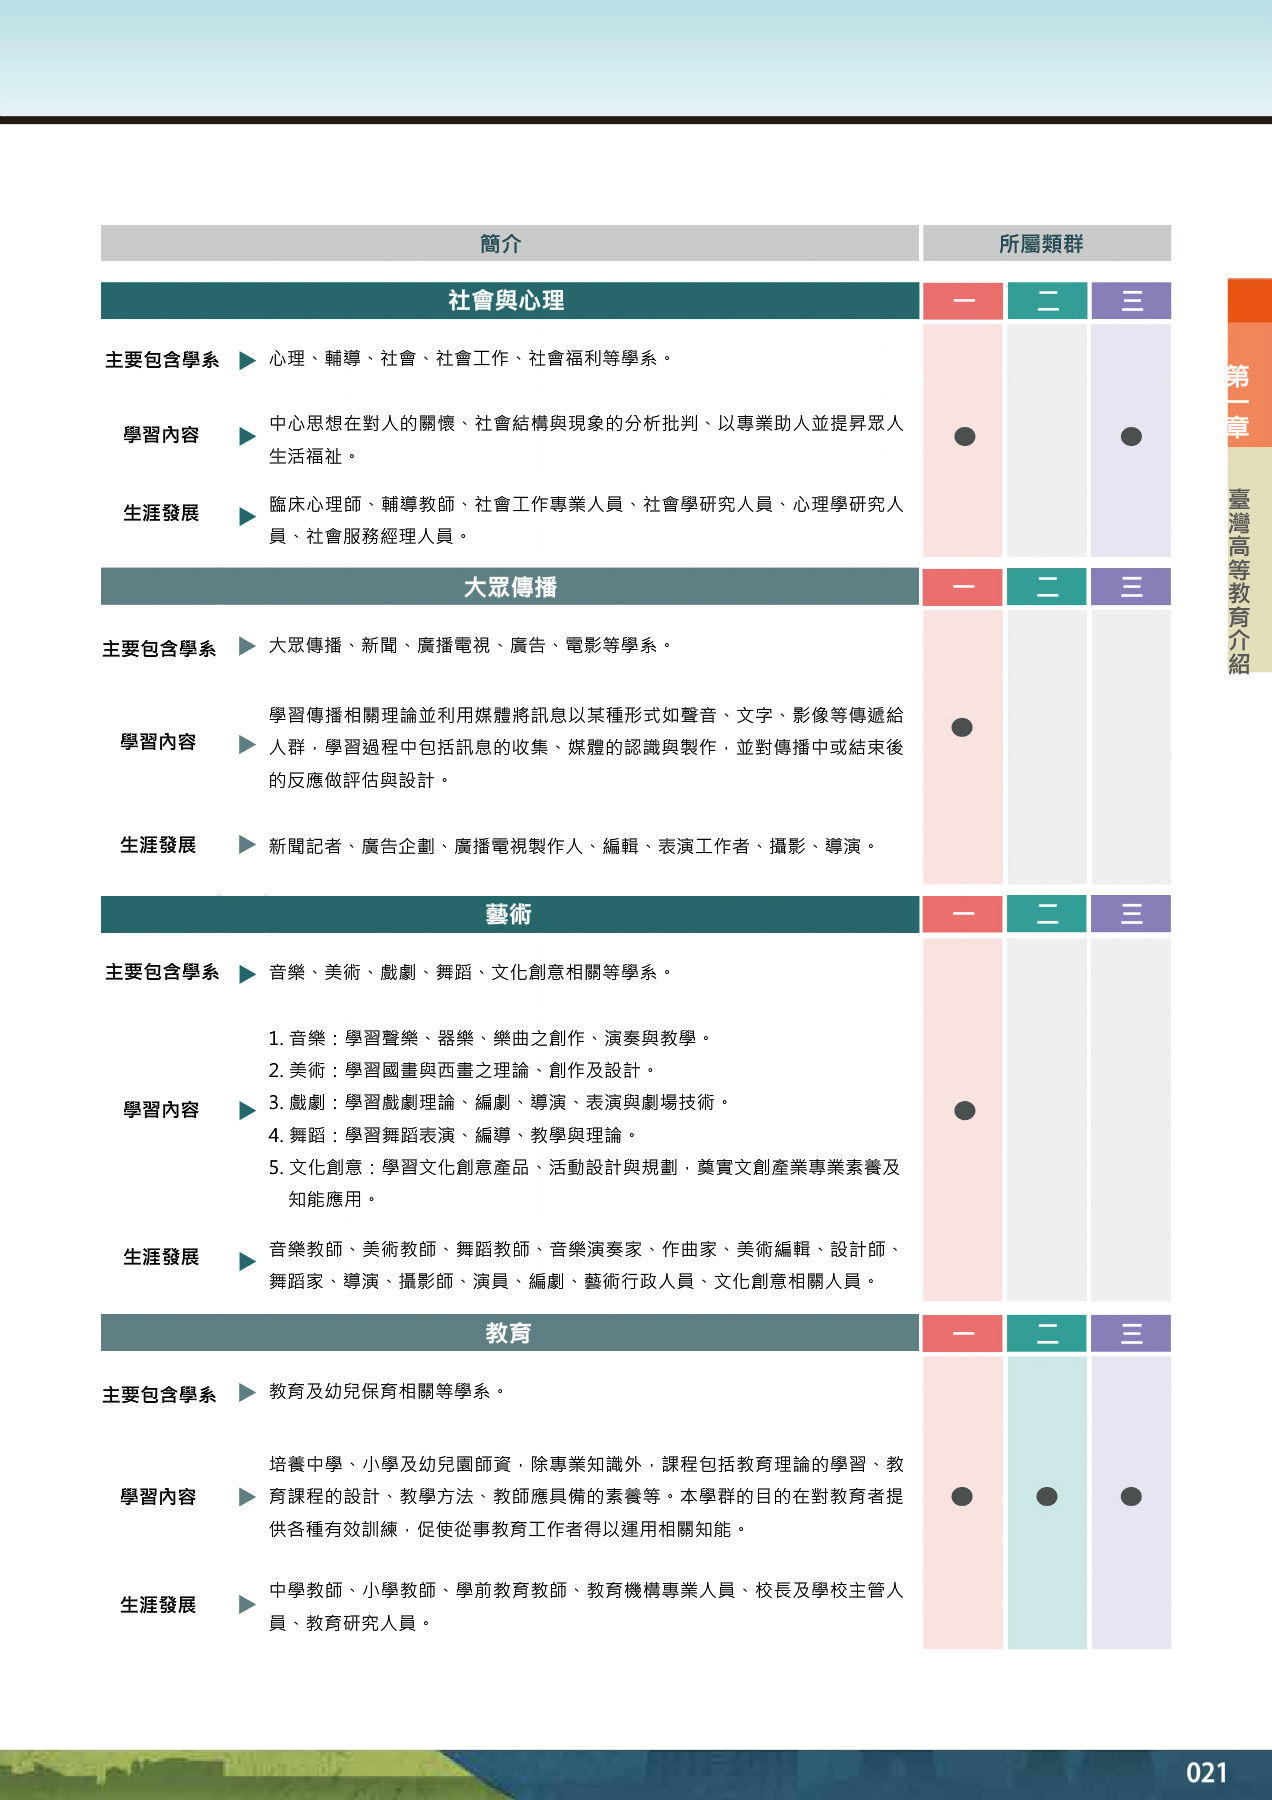 簡介 所屬類群
社會與心理 一 二 三
主要包含學系 心理、輔導、社會、社會工作、社會福利等學系。
學習內容 中心思想在對人的關懷、社會結構與現象的分析批判、以專業助人並提昇眾人
生活福祉。
生涯發展 臨床心理師、輔導教師、社會工作專業人員、社會學研究人員、心理學研究人
員、社會服務經理人員。
大眾傳播 一 二 三
主要包含學系 大眾傳播、新聞、廣播電視、廣告、電影等學系。
學習傳播相關理論並利用媒體將訊息以某種形式如聲音、文字、影像等傳遞給
學習內容 人群，學習過程中包括訊息的收集、媒體的認識與製作，並對傳播中或結束後
的反應做評估與設計。
生涯發展 新聞記者、廣告企劃、廣播電視製作人、編輯、表演工作者、攝影、導演。
藝術 一 二 三
主要包含學系 音樂、美術、戲劇、舞蹈、文化創意相關等學系。
1. 音樂：學習聲樂、器樂、樂曲之創作、演奏與教學。
2. 美術：學習國畫與西畫之理論、創作及設計。
學習內容 3. 戲劇：學習戲劇理論、編劇、導演、表演與劇場技術。
4. 舞蹈：學習舞蹈表演、編導、教學與理論。
5. 文化創意：學習文化創意產品、活動設計與規劃，奠實文創產業專業素養及
知能應用。
生涯發展 音樂教師、美術教師、舞蹈教師、音樂演奏家、作曲家、美術編輯、設計師、
舞蹈家、導演、攝影師、演員、編劇、藝術行政人員、文化創意相關人員。
教育 一 二 三
主要包含學系 教育及幼兒保育相關等學系。
培養中學、小學及幼兒園師資，除專業知識外，課程包括教育理論的學習、教
學習內容 育課程的設計、教學方法、教師應具備的素養等。本學群的目的在對教育者提
供各種有效訓練，促使從事教育工作者得以運用相關知能。
生涯發展 中學教師、小學教師、學前教育教師、教育機構專業人員、校長及學校主管人
員、教育研究人員。
第一章
臺灣高等教育介紹
021